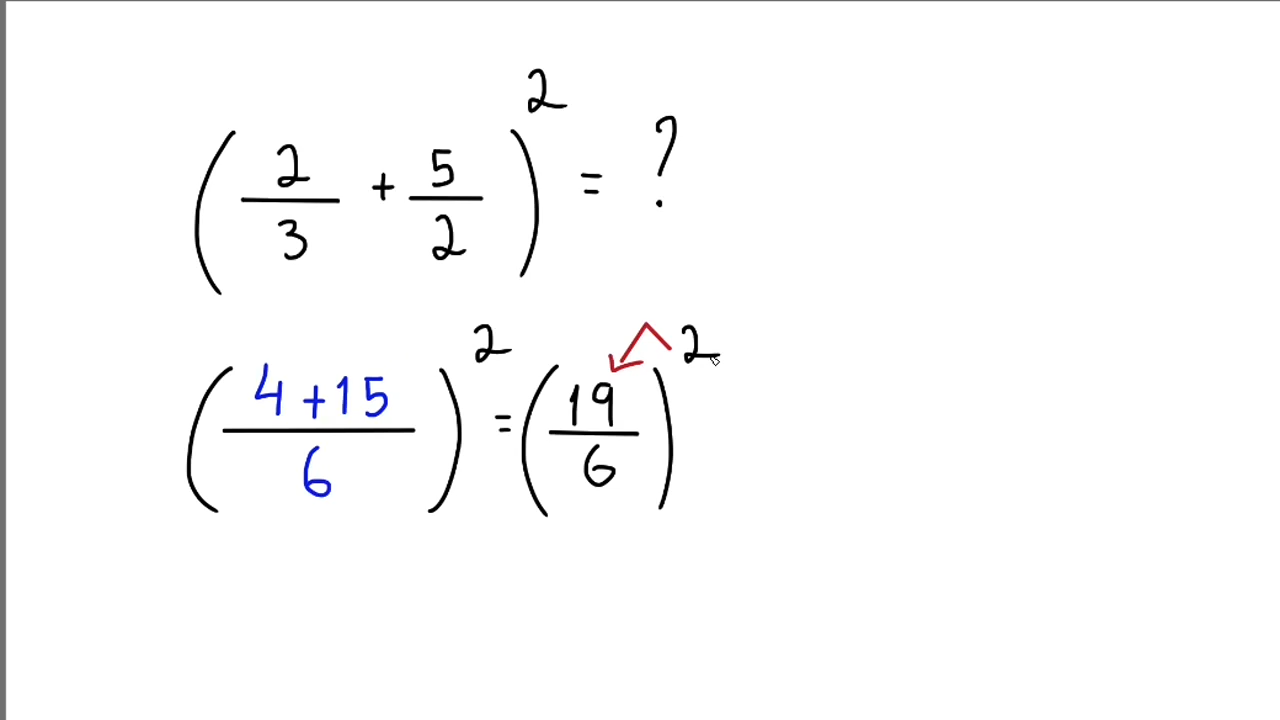 (2/3 + 5/2)² = ?
((4+15)/6)² = (19/6)²